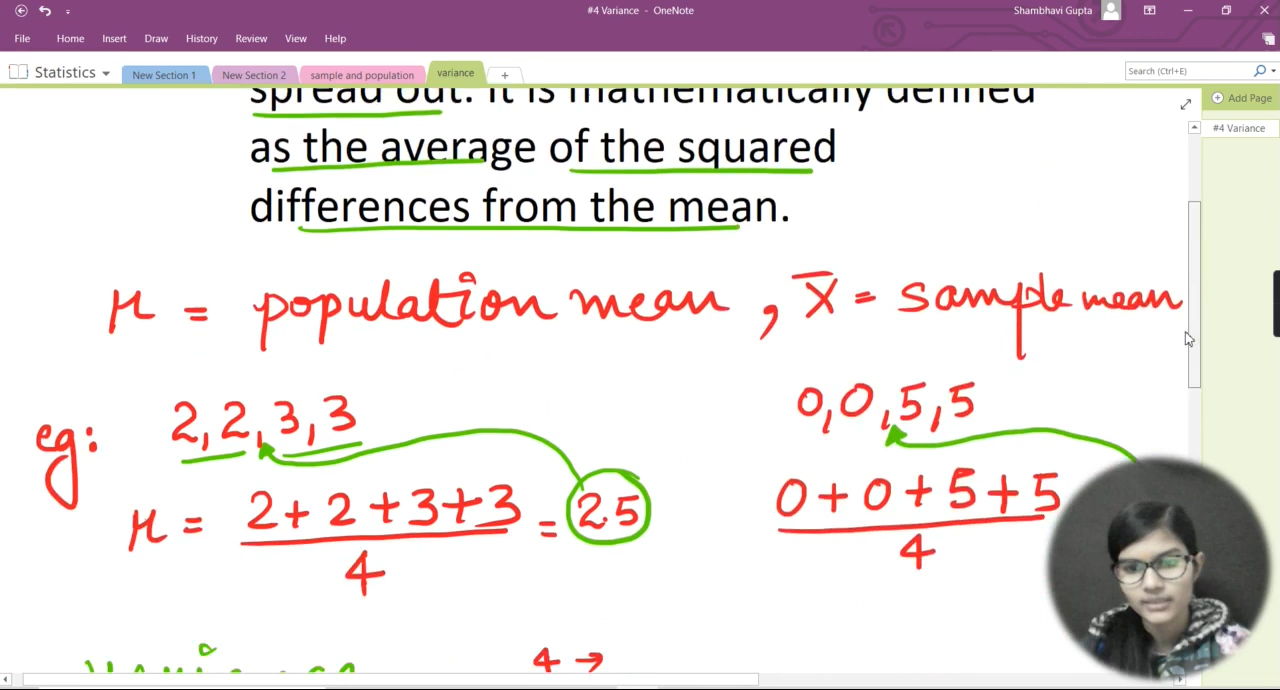 #4 Variance - OneNote
Shambhavi Gupta
File Home Insert Draw History Review View Help
Statistics
New Section 1
New Section 2
sample and population
variance
+
Search (Ctrl+E)
Add Page
#4 Variance
spread out. It is mathematically defined
as the average of the squared
differences from the mean.
μ = population mean , X̅ = sample mean
eg: 2, 2, 3, 3
0, 0, 5, 5
μ = 2 + 2 + 3 + 3 = 2.5
4
0 + 0 + 5 + 5
4
4 →